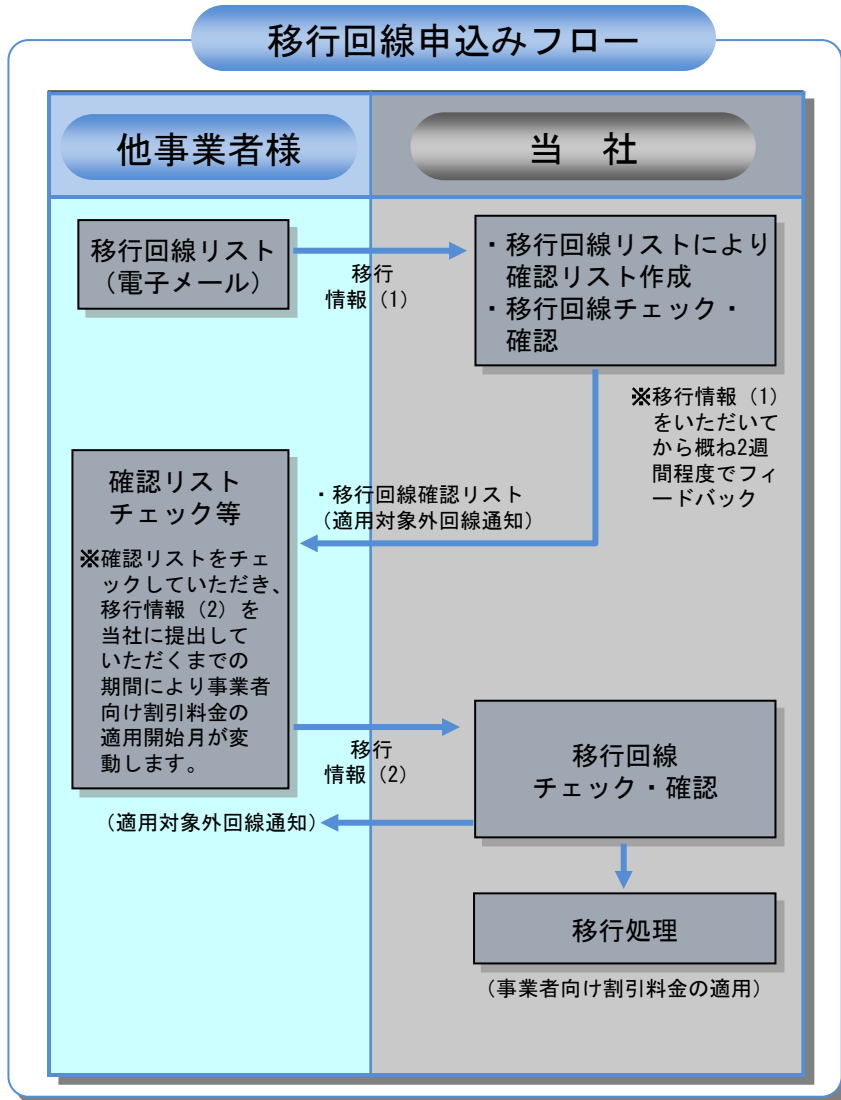 移行回線申込みフロー
他事業者様
当 社
移行回線リスト
（電子メール）
移行
情報（1）
・移行回線リストにより
確認リスト作成
・移行回線チェック・
確認
※移行情報（1）
をいただいて
から概ね2週
間程度でフィ
ードバック
・移行回線確認リスト
（適用対象外回線通知）
確認リスト
チェック等
※確認リストをチェ
ックしていただき、
移行情報（2）を
当社に提出して
いただくまでの
期間により事業者
向け割引料金の
適用開始月が変
動します。
移行
情報（2）
移行回線
チェック・確認
（適用対象外回線通知）
移行処理
（事業者向け割引料金の適用）